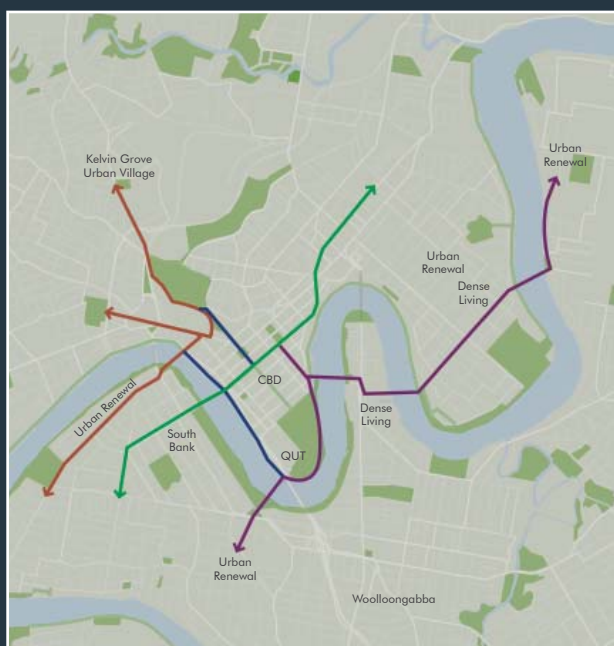 Kelvin Grove
Urban Village
Urban
Renewal
Urban
Renewal
Dense
Living
CBD
Urban Renewal
Dense
Living
South
Bank
QUT
Urban
Renewal
Woolloongabba